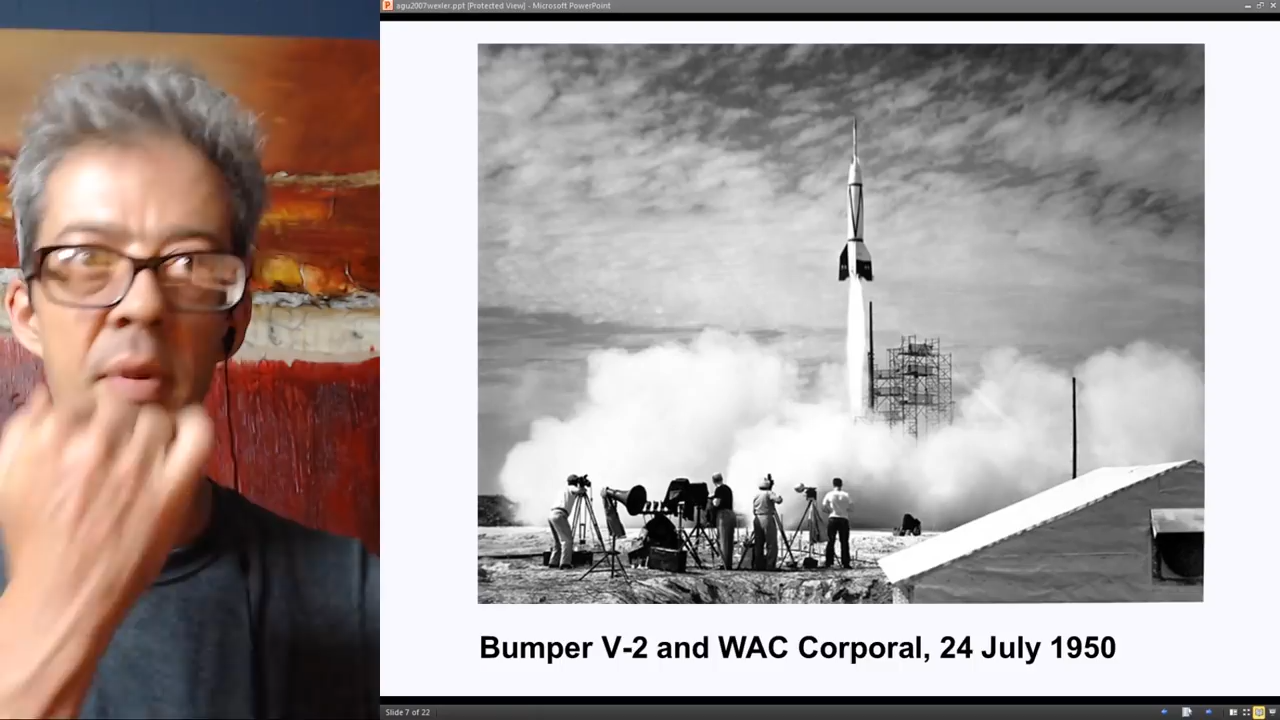 agu2007wexler.ppt [Protected View] - Microsoft PowerPoint
Bumper V-2 and WAC Corporal, 24 July 1950
Slide 7 of 22